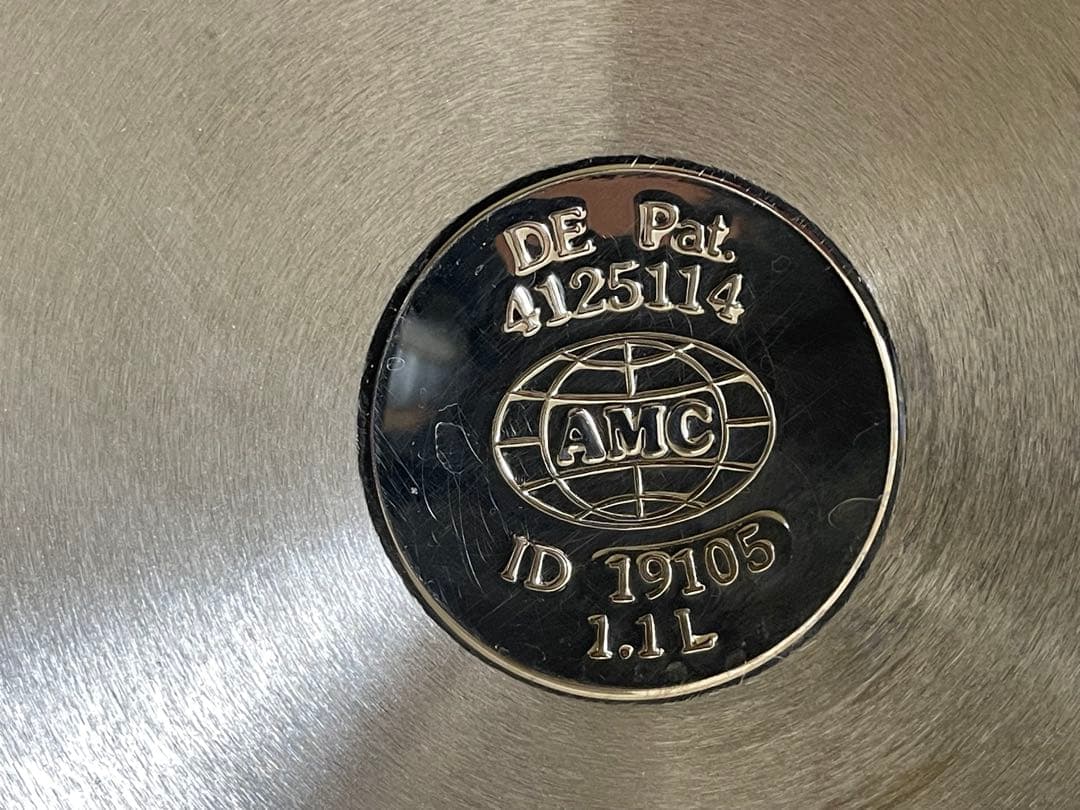 DE Pat.
4125114
AMC
ID 19105
1.1 L